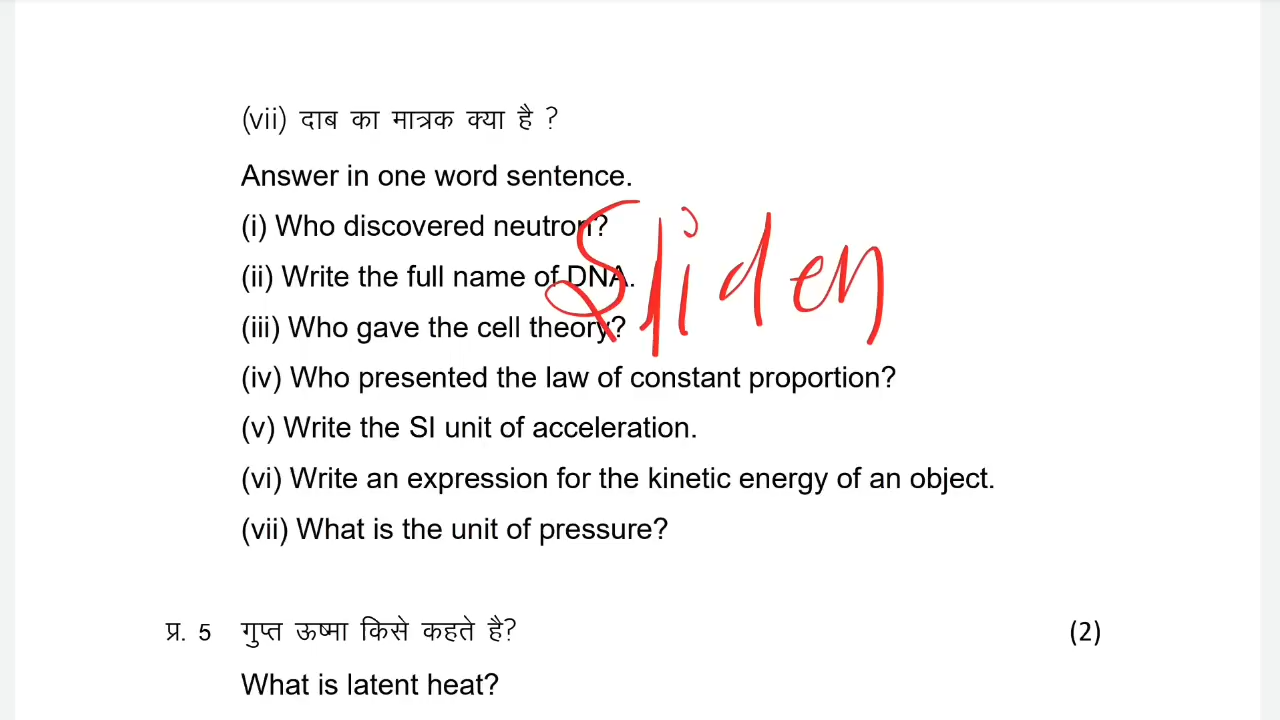 (vii) दाब का मात्रक क्या है ?
Answer in one word sentence.
(i) Who discovered neutron?
(ii) Write the full name of DNA.
Sliden
(iii) Who gave the cell theory?
(iv) Who presented the law of constant proportion?
(v) Write the SI unit of acceleration.
(vi) Write an expression for the kinetic energy of an object.
(vii) What is the unit of pressure?
प्र. 5 गुप्त ऊष्मा किसे कहते है? (2)
What is latent heat?